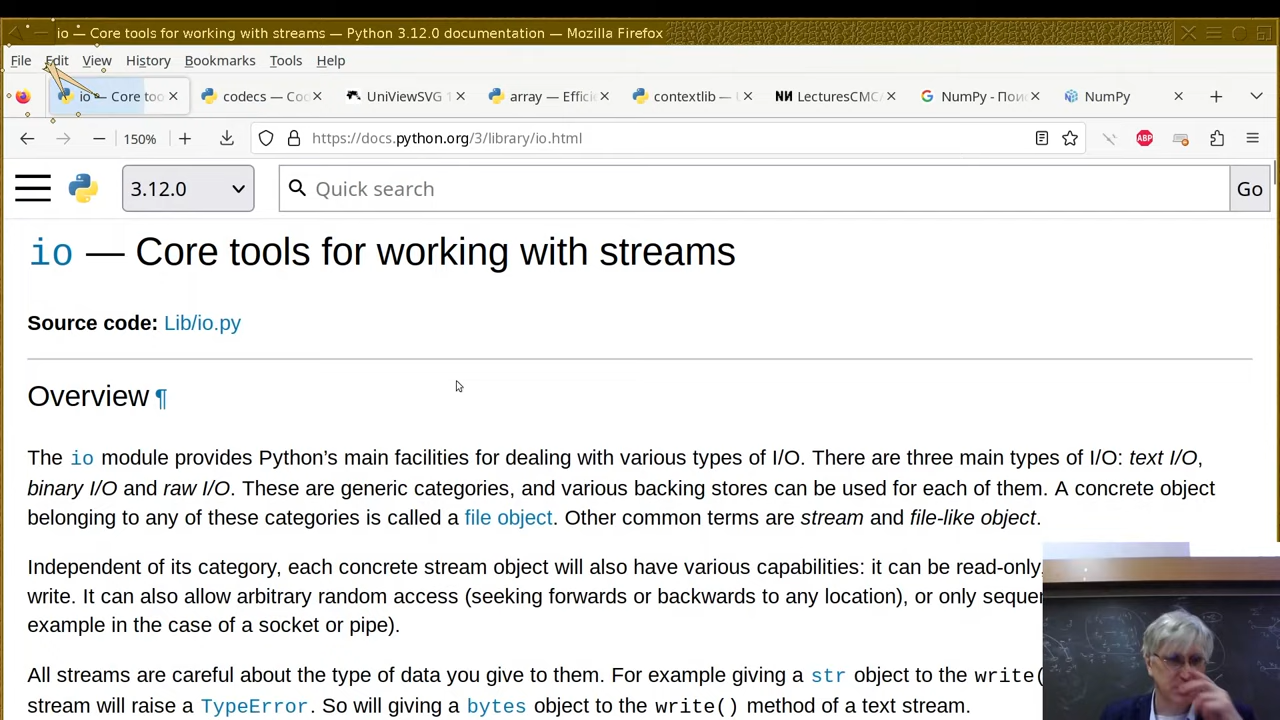 io — Core tools for working with streams — Python 3.12.0 documentation — Mozilla Firefox
File Edit View History Bookmarks Tools Help
io — Core too codecs — Coc UniViewSVG 1 array — Effici contextlib — U LecturesCMC/ NumPy - Пои NumPy
150% https://docs.python.org/3/library/io.html ABP
3.12.0 Quick search Go
io — Core tools for working with streams
Source code: Lib/io.py
Overview ¶
The io module provides Python’s main facilities for dealing with various types of I/O. There are three main types of I/O: text I/O,
binary I/O and raw I/O. These are generic categories, and various backing stores can be used for each of them. A concrete object
belonging to any of these categories is called a file object. Other common terms are stream and file-like object.
Independent of its category, each concrete stream object will also have various capabilities: it can be read-only,
write. It can also allow arbitrary random access (seeking forwards or backwards to any location), or only sequen
example in the case of a socket or pipe).
All streams are careful about the type of data you give to them. For example giving a str object to the write(
stream will raise a TypeError. So will giving a bytes object to the write() method of a text stream.